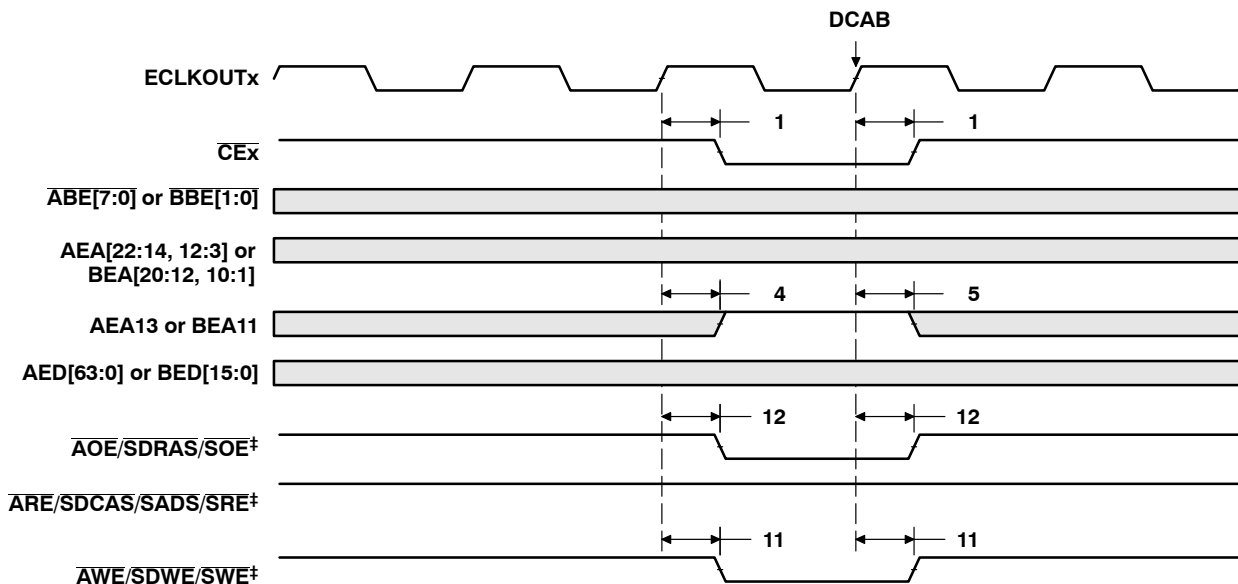 DCAB
ECLKOUTx
1 1
CEx
ABE[7:0] or BBE[1:0]
AEA[22:14, 12:3] or
BEA[20:12, 10:1]
4 5
AEA13 or BEA11
AED[63:0] or BED[15:0]
12 12
AOE/SDRAS/SOE‡
ARE/SDCAS/SADS/SRE‡
11 11
AWE/SDWE/SWE‡